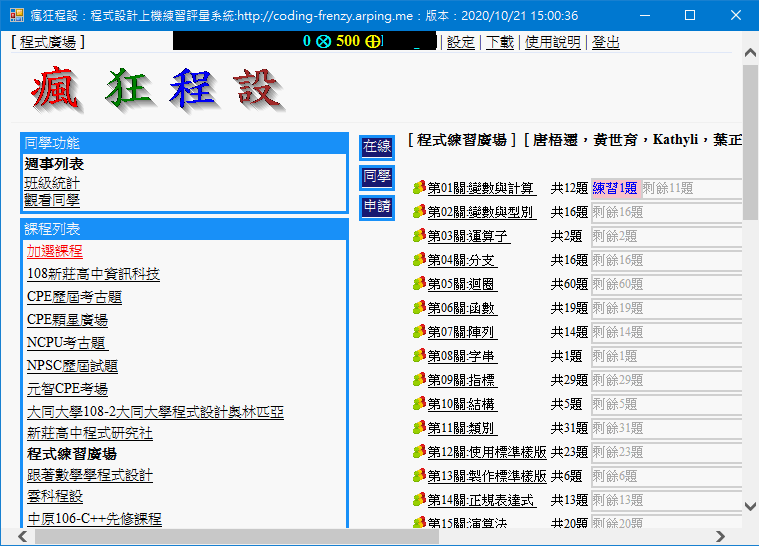 瘋狂程設：程式設計上機練習評量系統:http://coding-frenzy.arping.me：版本：2020/10/21 15:00:36
[ 程式廣場 ] 0 ⊗ 500 ⊕ | 設定 | 下載 | 使用說明 | 登出
瘋狂程設
同學功能
週事列表
班級統計
觀看同學
課程列表
加選課程
108新莊高中資訊科技
CPE歷屆考古題
CPE顆星廣場
NCPU考古題
NPSC歷屆試題
元智CPE考場
大同大學108-2大同大學程式設計奧林匹亞
新莊高中程式研究社
程式練習廣場
跟著數學學程式設計
雲科程設
中原106-C++先修課程
在線
同學
申請
[ 程式練習廣場 ] [ 唐梧遷，黃世育，Kathyli，葉正
第01關:變數與計算 共12題 練習1題 剩餘11題
第02關:變數與型別 共16題 剩餘16題
第03關:運算子 共2題 剩餘2題
第04關:分支 共16題 剩餘16題
第05關:迴圈 共60題 剩餘60題
第06關:函數 共19題 剩餘19題
第07關:陣列 共14題 剩餘14題
第08關:字串 共1題 剩餘1題
第09關:指標 共29題 剩餘29題
第10關:結構 共5題 剩餘5題
第11關:類別 共31題 剩餘31題
第12關:使用標準樣版 共23題 剩餘23題
第13關:製作標準樣版 共6題 剩餘6題
第14關:正規表達式 共13題 剩餘13題
第15關:演算法 共20題 剩餘20題